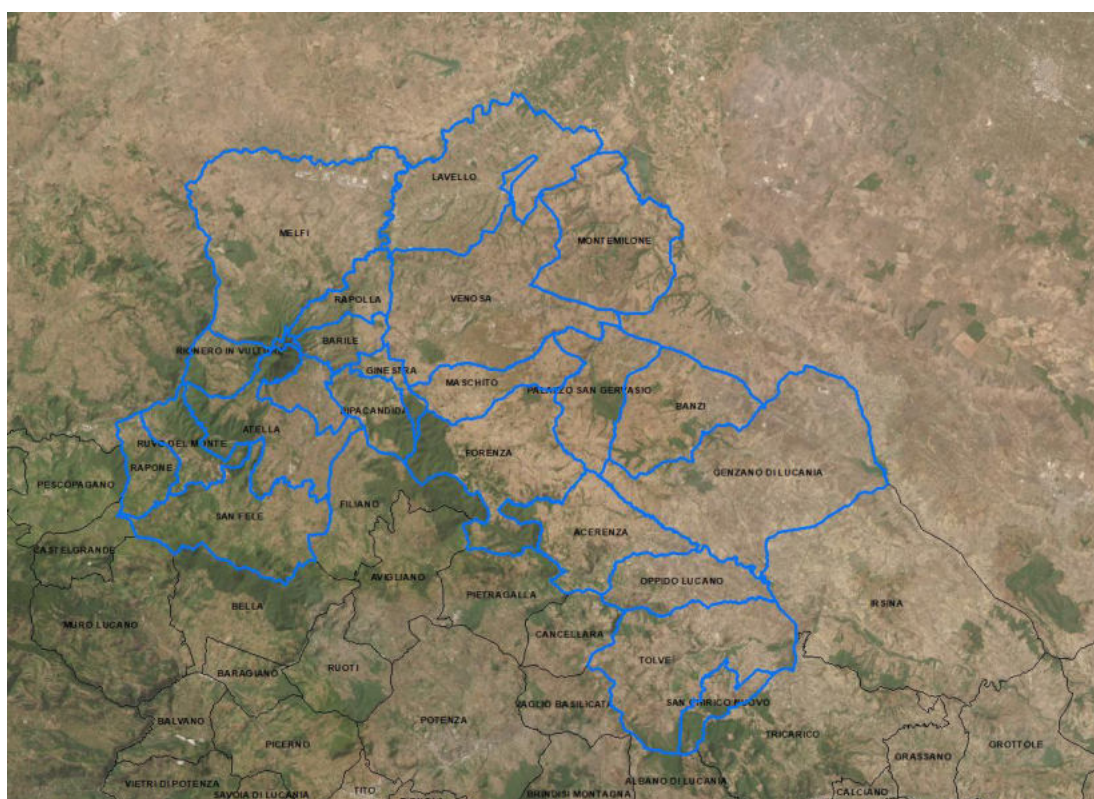 LAVELLO
MELFI
MONTEMILONE
RAPOLLA
VENOSA
BARILE
RIONERO IN VULTURE
GINESTRA
MASCHITO
PALAZZO SAN GERVASIO
RIPACANDIDA
BANZI
ATELLA
RUVO DEL MONTE
FORENZA
RAPONE
GENZANO DI LUCANIA
PESCOPAGANO
FILIANO
SAN FELE
ACERENZA
CASTELGRANDE
AVIGLIANO
OPPIDO LUCANO
PIETRAGALLA
BELLA
IRSINA
MURO LUCANO
CANCELLARA
TOLVE
RUOTI
BARAGIANO
SAN CHIRICO NUOVO
VAGLIO BASILICATA
BALVANO
POTENZA
TRICARICO
PICERNO
GROTTOLE
GRASSANO
VIETRI DI POTENZA
ALBANO DI LUCANIA
TITO
SAVOIA DI LUCANIA
BRINDISI MONTAGNA
CALCIANO